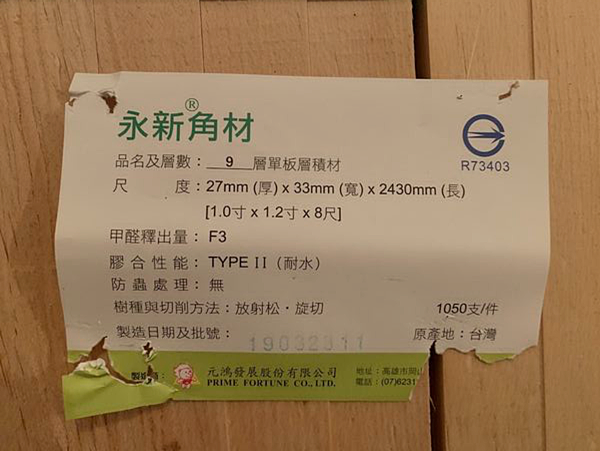 永新角材®
R73403
品名及層數：9 層單板層積材
尺 度：27mm (厚) x 33mm (寬) x 2430mm (長)
[1.0寸 x 1.2寸 x 8尺]
甲醛釋出量： F3
膠合性能： TYPE II（耐水）
防蟲處理： 無
樹種與切削方法：放射松・旋切 1050支/件
製造日期及批號： 19032311
原產地：台灣
元鴻發展股份有限公司 地址：高雄市岡山
PRIME FORTUNE CO., LTD. 電話：(07)6231